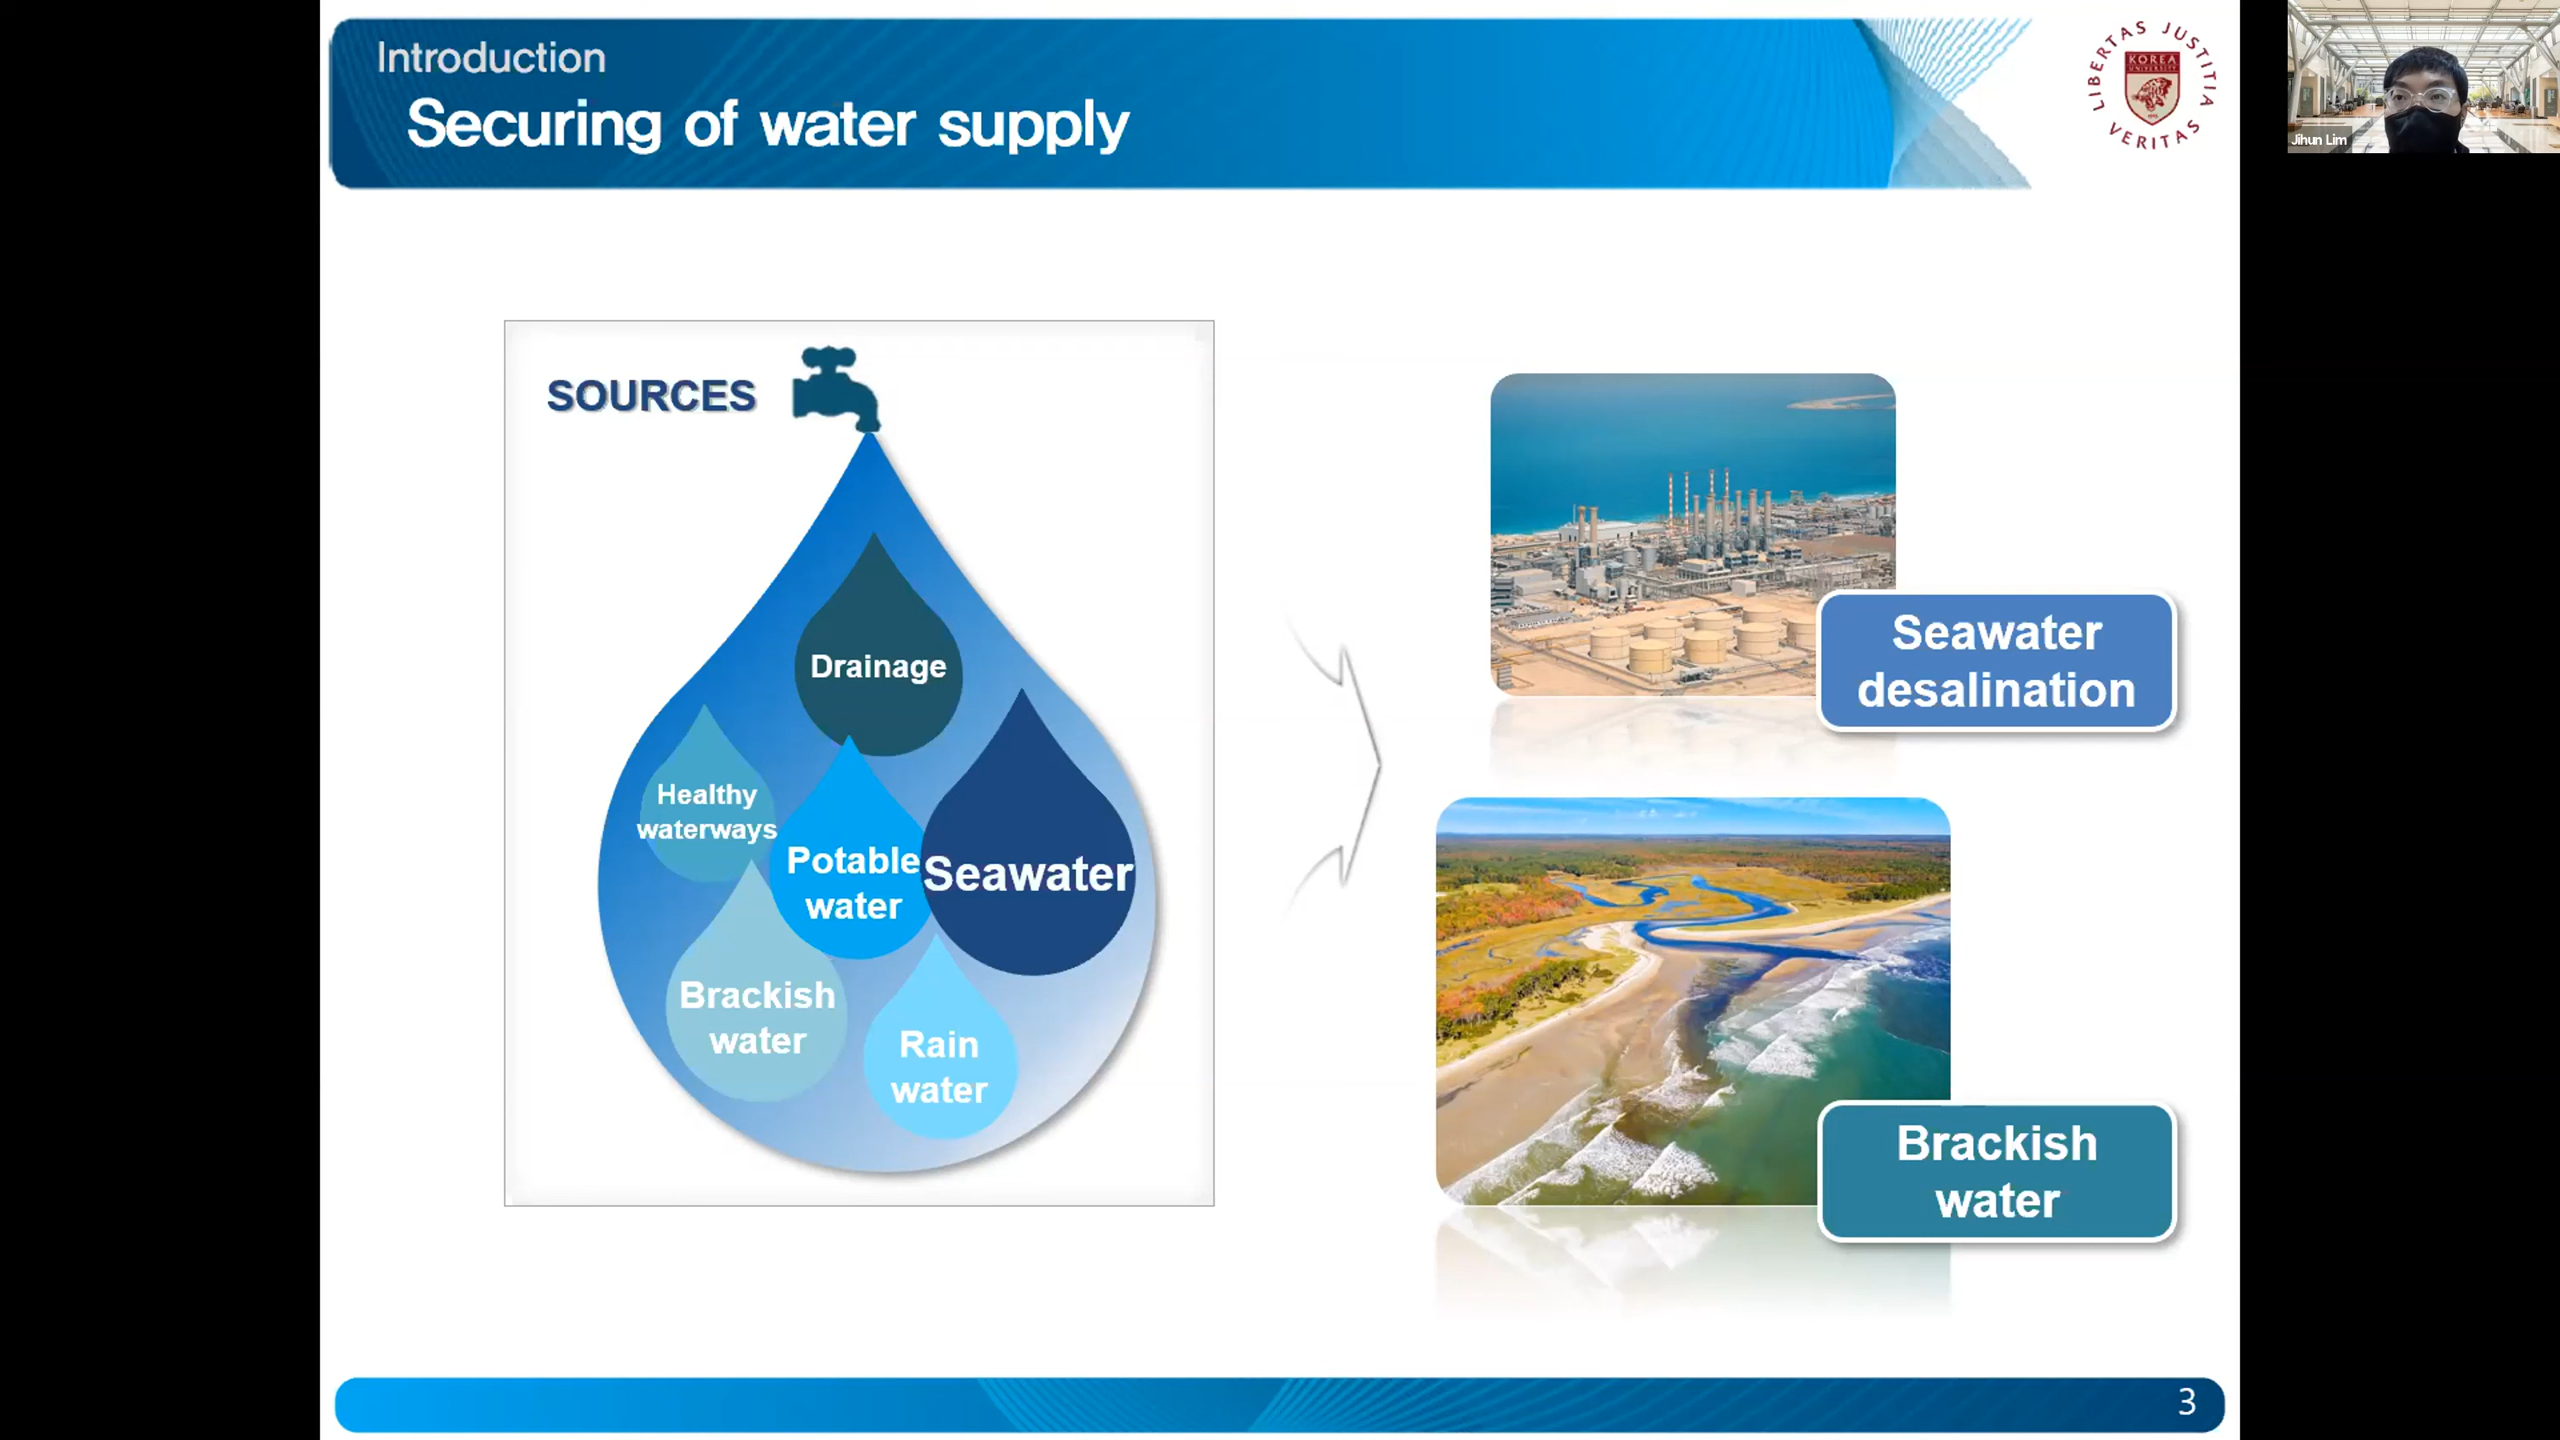 Introduction
Securing of water supply
LIBERTAS JUSTITIA VERITAS
KOREA
UNIVERSITY
Jihun Lim
SOURCES
Drainage
Healthy
waterways
Potable
water
Seawater
Brackish
water
Rain
water
Seawater
desalination
Brackish
water
3